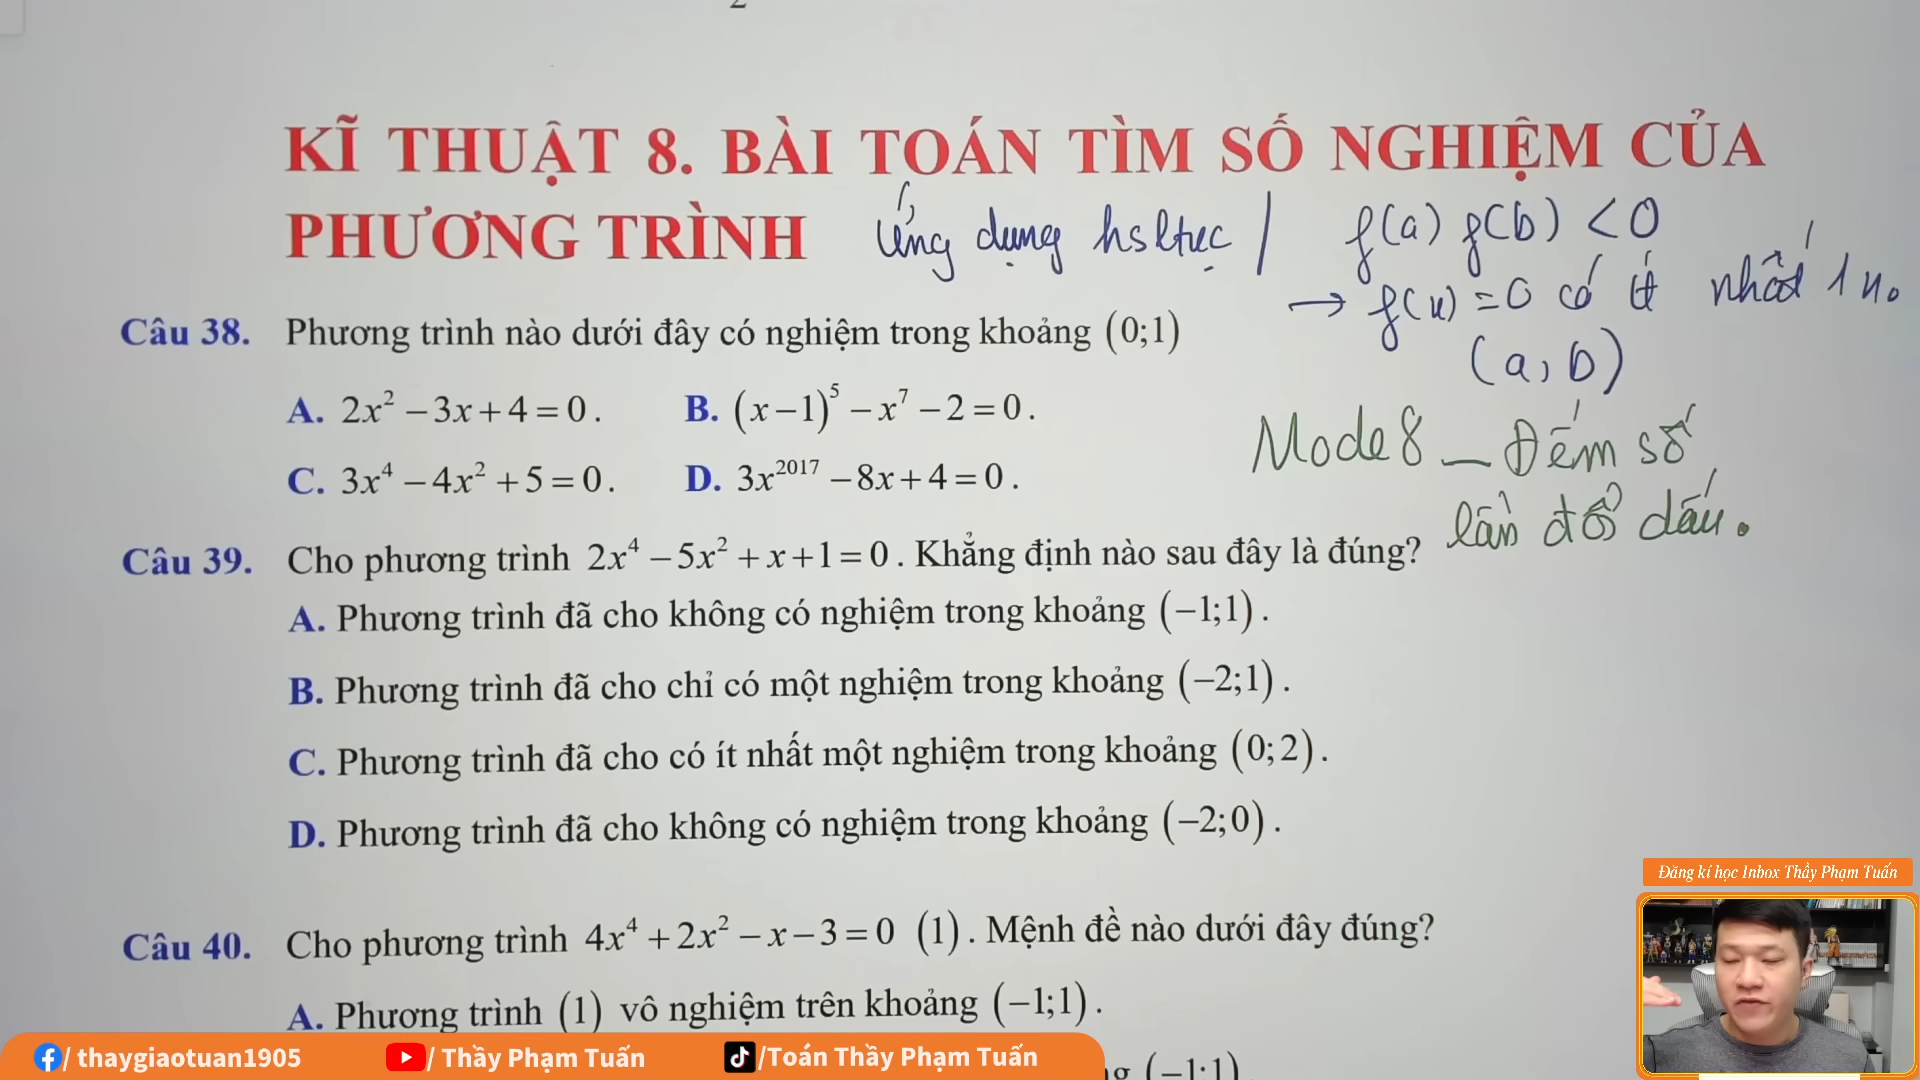 KĨ THUẬT 8. BÀI TOÁN TÌM SỐ NGHIỆM CỦA
PHƯƠNG TRÌNH
Ứng dụng hsltục / f(a) f(b) < 0
→ f(x) = 0 có ít nhất 1 no
(a, b)
Câu 38. Phương trình nào dưới đây có nghiệm trong khoảng (0;1)
A. 2x² − 3x + 4 = 0. B. (x−1)⁵ − x⁷ − 2 = 0.
C. 3x⁴ − 4x² + 5 = 0. D. 3x²⁰¹⁷ − 8x + 4 = 0.
Mode 8 _ Đếm số
lần đổi dấu.
Câu 39. Cho phương trình 2x⁴ − 5x² + x + 1 = 0. Khẳng định nào sau đây là đúng?
A. Phương trình đã cho không có nghiệm trong khoảng (−1;1).
B. Phương trình đã cho chỉ có một nghiệm trong khoảng (−2;1).
C. Phương trình đã cho có ít nhất một nghiệm trong khoảng (0;2).
D. Phương trình đã cho không có nghiệm trong khoảng (−2;0).
Câu 40. Cho phương trình 4x⁴ + 2x² − x − 3 = 0 (1). Mệnh đề nào dưới đây đúng?
A. Phương trình (1) vô nghiệm trên khoảng (−1;1).
(−1;1)
Đăng kí học Inbox Thầy Phạm Tuấn
/ thaygiaotuan1905 / Thầy Phạm Tuấn /Toán Thầy Phạm Tuấn